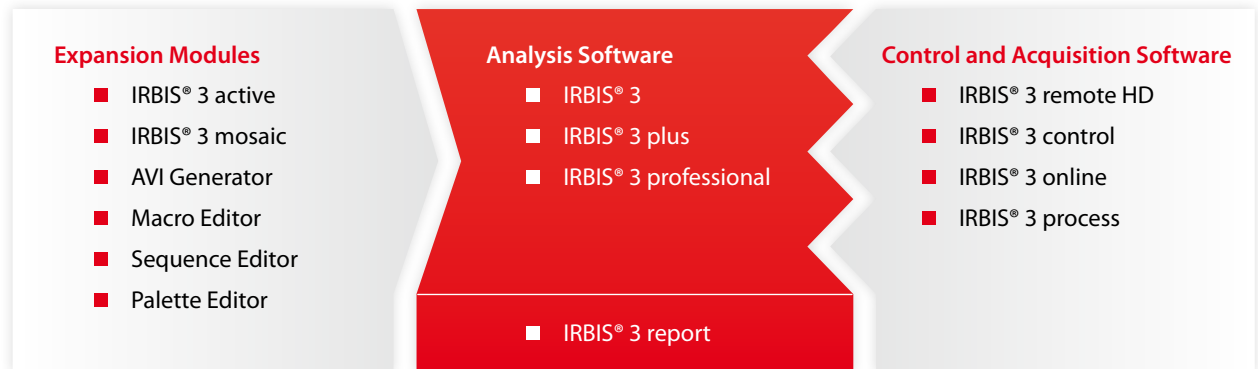 Expansion Modules
IRBIS® 3 active
IRBIS® 3 mosaic
AVI Generator
Macro Editor
Sequence Editor
Palette Editor
Analysis Software
IRBIS® 3
IRBIS® 3 plus
IRBIS® 3 professional
IRBIS® 3 report
Control and Acquisition Software
IRBIS® 3 remote HD
IRBIS® 3 control
IRBIS® 3 online
IRBIS® 3 process